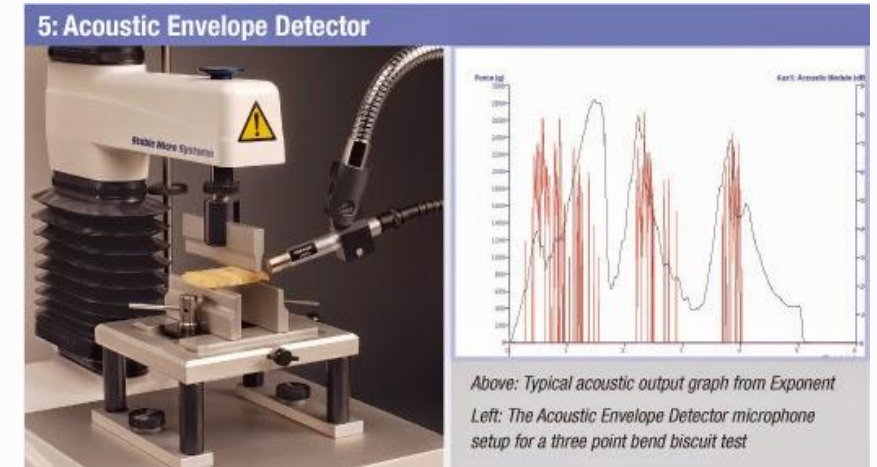 5: Acoustic Envelope Detector
Stable Micro Systems
Force (g)
Above: Typical acoustic output graph from Exponent
Left: The Acoustic Envelope Detector microphone
setup for a three point bend biscuit test